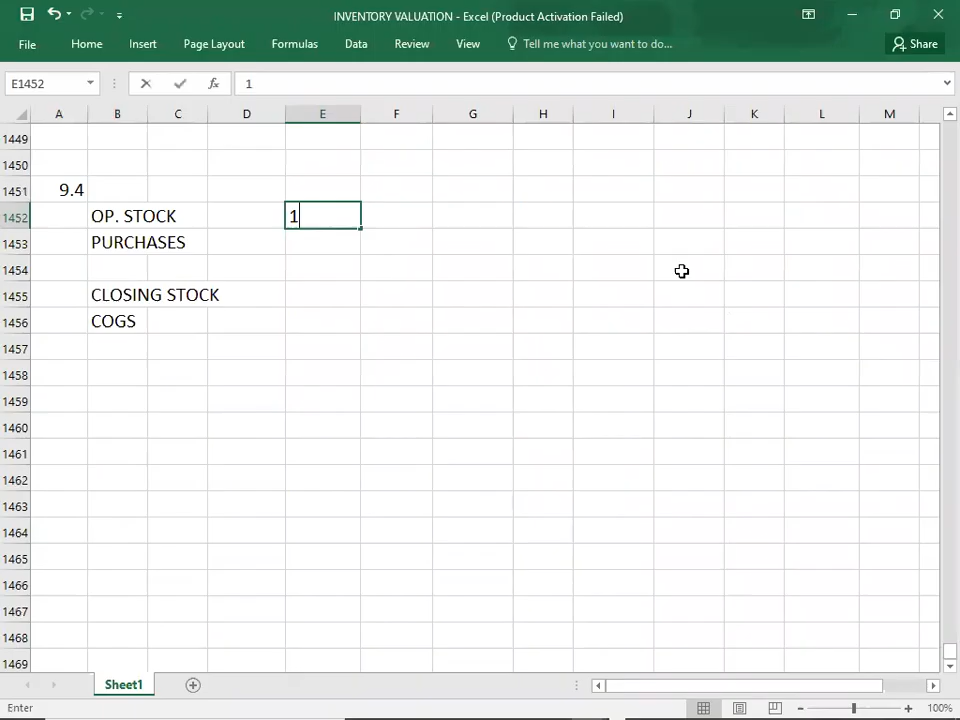 INVENTORY VALUATION - Excel (Product Activation Failed)
File Home Insert Page Layout Formulas Data Review View Tell me what you want to do... Share
E1452 fx 1
A B C D E F G H I J K L M
1449
1450
1451 9.4
1452 OP. STOCK 1
1453 PURCHASES
1454
1455 CLOSING STOCK
1456 COGS
1457
1458
1459
1460
1461
1462
1463
1464
1465
1466
1467
1468
1469
Sheet1
Enter 100%